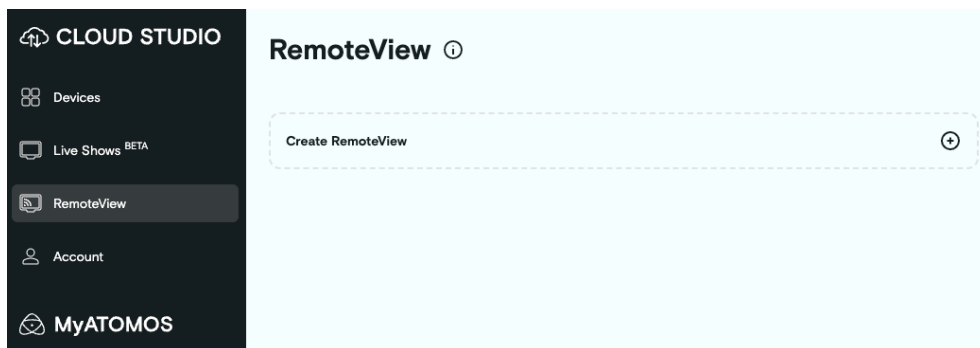 CLOUD STUDIO
Devices
Live Shows BETA
RemoteView
Account
MyATOMOS
RemoteView
Create RemoteView